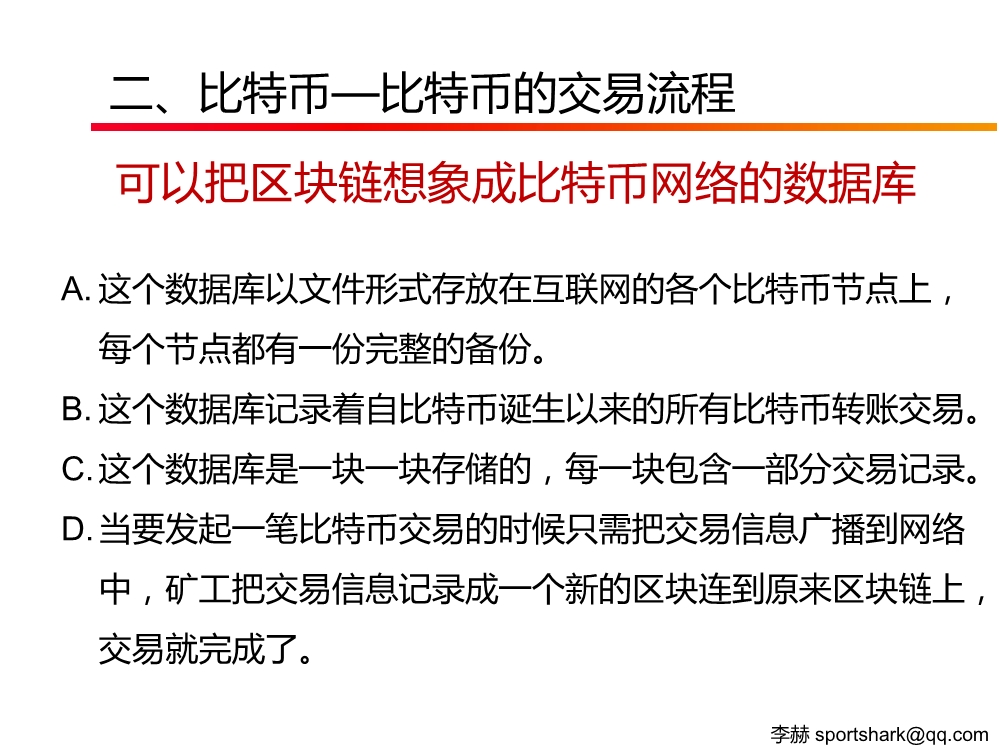 二、比特币—比特币的交易流程
可以把区块链想象成比特币网络的数据库
A. 这个数据库以文件形式存放在互联网的各个比特币节点上，
每个节点都有一份完整的备份。
B. 这个数据库记录着自比特币诞生以来的所有比特币转账交易。
C. 这个数据库是一块一块存储的，每一块包含一部分交易记录。
D. 当要发起一笔比特币交易的时候只需把交易信息广播到网络
中，矿工把交易信息记录成一个新的区块连到原来区块链上，
交易就完成了。
李赫 sportshark@qq.com